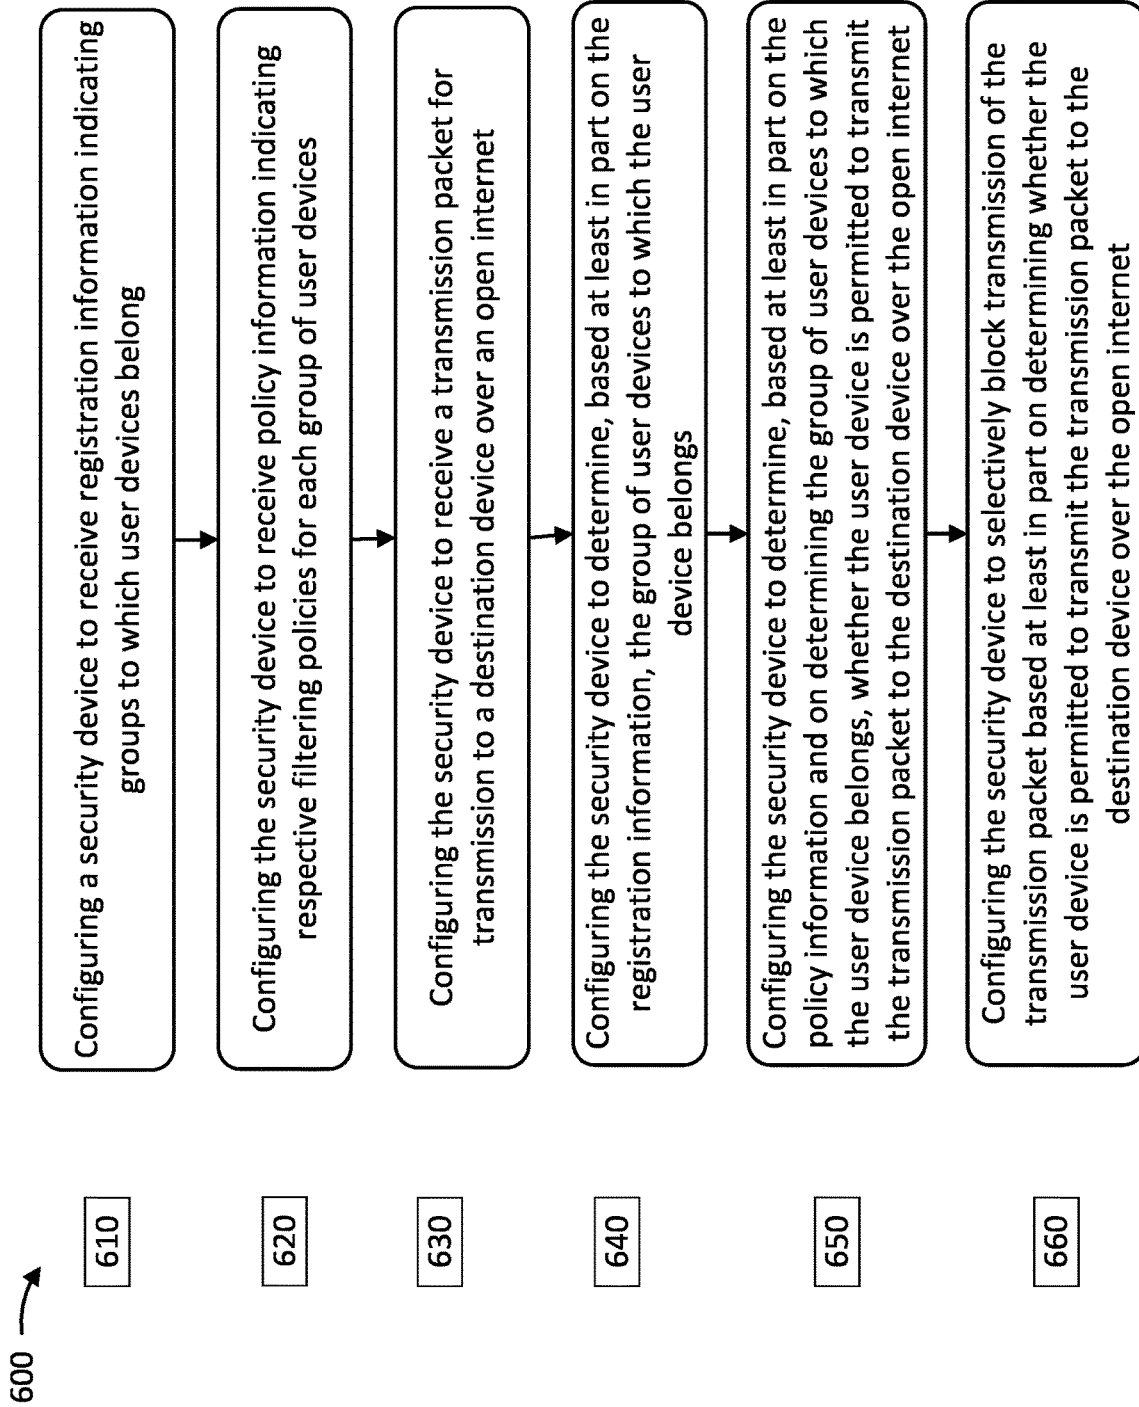 600
610
Configuring a security device to receive registration information indicating
groups to which user devices belong
620
Configuring the security device to receive policy information indicating
respective filtering policies for each group of user devices
630
Configuring the security device to receive a transmission packet for
transmission to a destination device over an open internet
640
Configuring the security device to determine, based at least in part on the
registration information, the group of user devices to which the user
device belongs
650
Configuring the security device to determine, based at least in part on the
policy information and on determining the group of user devices to which
the user device belongs, whether the user device is permitted to transmit
the transmission packet to the destination device over the open internet
660
Configuring the security device to selectively block transmission of the
transmission packet based at least in part on determining whether the
user device is permitted to transmit the transmission packet to the
destination device over the open internet